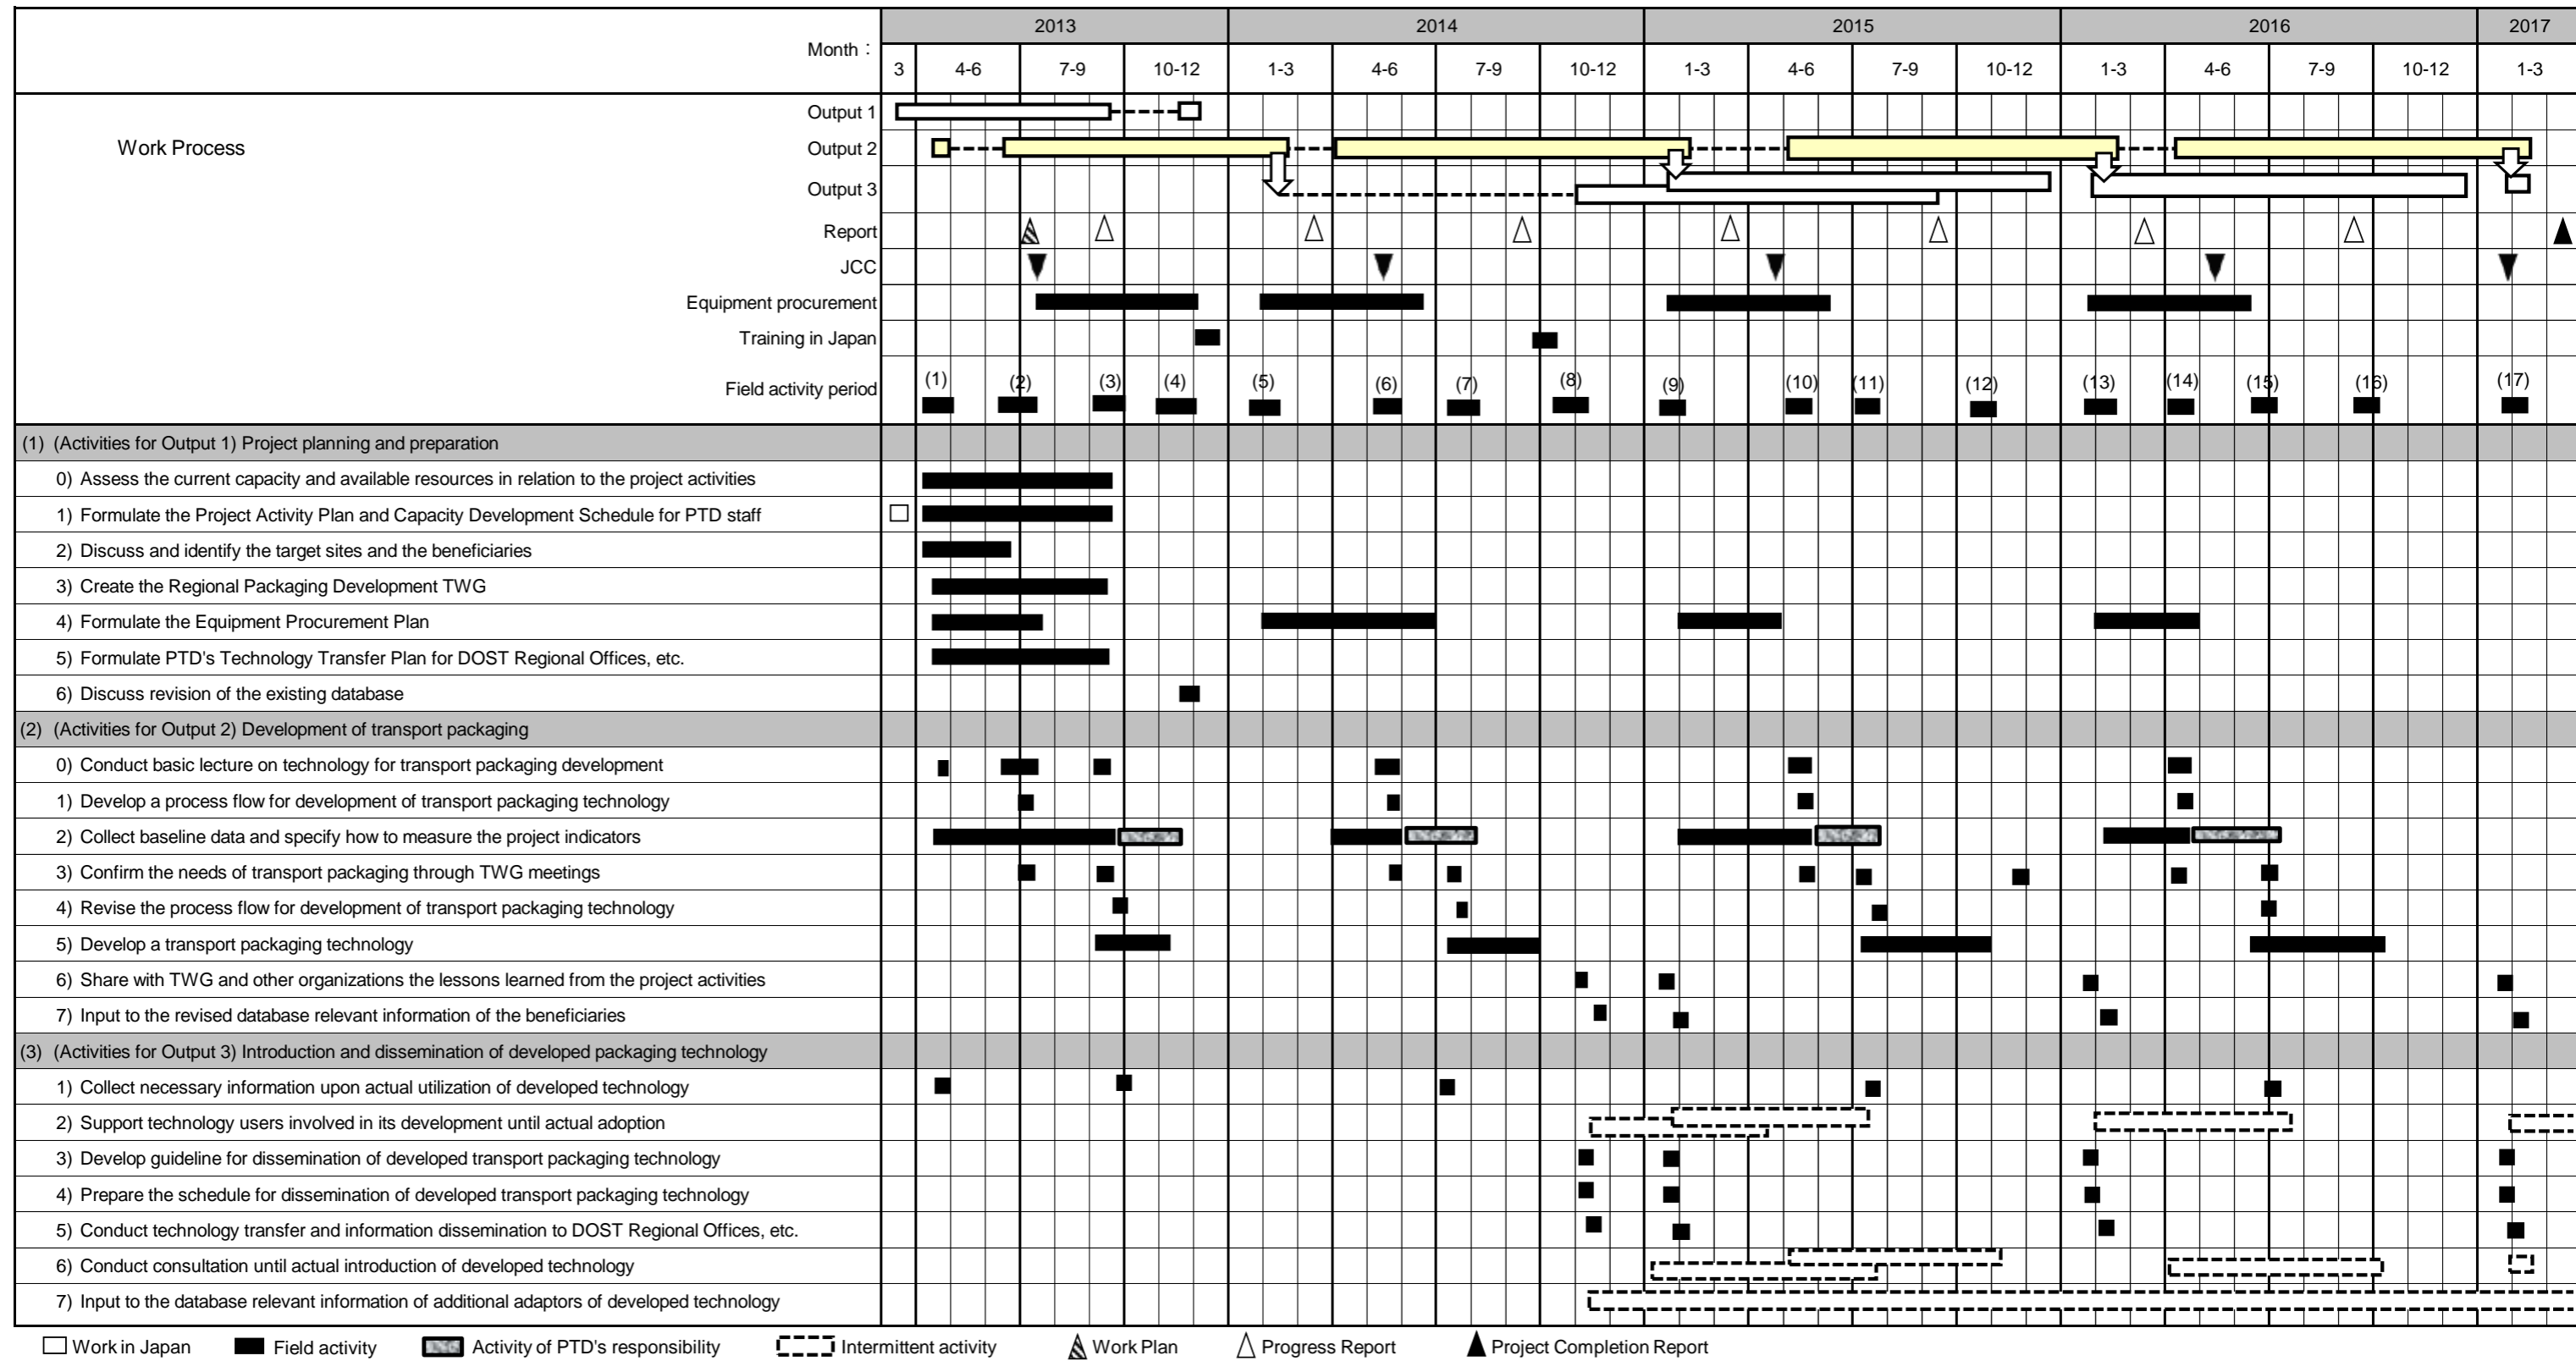 2013 2014 2015 2016 2017
Month :
3 4-6 7-9 10-12 1-3 4-6 7-9 10-12 1-3 4-6 7-9 10-12 1-3 4-6 7-9 10-12 1-3
Output 1
Work Process Output 2
Output 3
Report
JCC
Equipment procurement
Training in Japan
Field activity period (1) (2) (3) (4) (5) (6) (7) (8) (9) (10) (11) (12) (13) (14) (15) (16) (17)
(1) (Activities for Output 1) Project planning and preparation
0) Assess the current capacity and available resources in relation to the project activities
1) Formulate the Project Activity Plan and Capacity Development Schedule for PTD staff
2) Discuss and identify the target sites and the beneficiaries
3) Create the Regional Packaging Development TWG
4) Formulate the Equipment Procurement Plan
5) Formulate PTD's Technology Transfer Plan for DOST Regional Offices, etc.
6) Discuss revision of the existing database
(2) (Activities for Output 2) Development of transport packaging
0) Conduct basic lecture on technology for transport packaging development
1) Develop a process flow for development of transport packaging technology
2) Collect baseline data and specify how to measure the project indicators
3) Confirm the needs of transport packaging through TWG meetings
4) Revise the process flow for development of transport packaging technology
5) Develop a transport packaging technology
6) Share with TWG and other organizations the lessons learned from the project activities
7) Input to the revised database relevant information of the beneficiaries
(3) (Activities for Output 3) Introduction and dissemination of developed packaging technology
1) Collect necessary information upon actual utilization of developed technology
2) Support technology users involved in its development until actual adoption
3) Develop guideline for dissemination of developed transport packaging technology
4) Prepare the schedule for dissemination of developed transport packaging technology
5) Conduct technology transfer and information dissemination to DOST Regional Offices, etc.
6) Conduct consultation until actual introduction of developed technology
7) Input to the database relevant information of additional adaptors of developed technology
Work in Japan Field activity Activity of PTD's responsibility Intermittent activity Work Plan Progress Report Project Completion Report